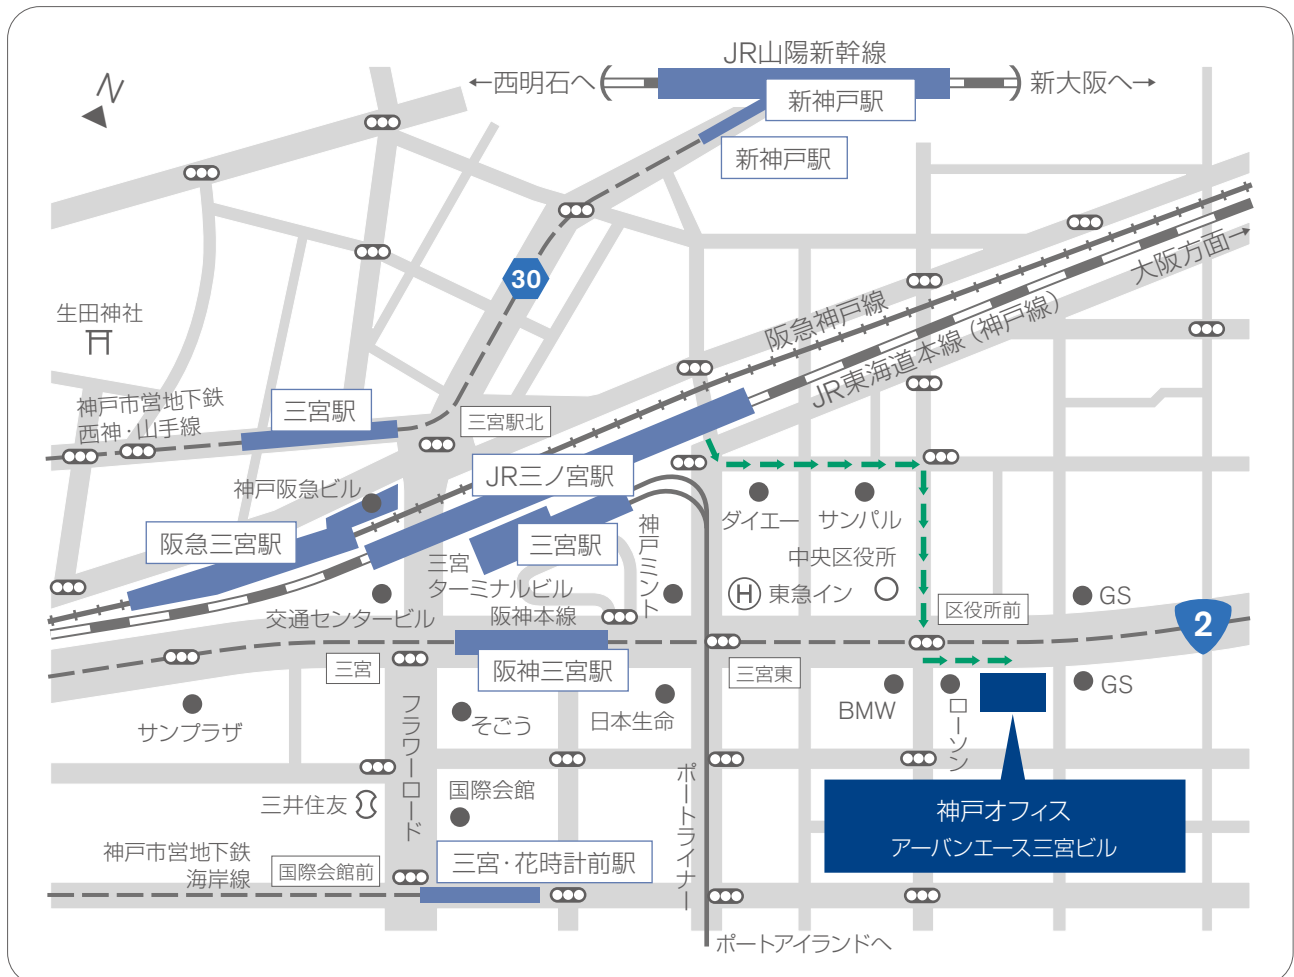 N
JR山陽新幹線
←西明石へ
新大阪へ→
新神戸駅
新神戸駅
30
大阪方面→
阪急神戸線
JR東海道本線（神戸線）
生田神社
神戸市営地下鉄
西神・山手線
三宮駅
三宮駅北
神戸阪急ビル
JR三ノ宮駅
阪急三宮駅
三宮駅
三宮
ターミナルビル
神戸ミント
ダイエー
サンパル
中央区役所
H
東急イン
交通センタービル
阪神本線
区役所前
GS
2
三宮
阪神三宮駅
三宮東
サンプラザ
フラワーロード
そごう
日本生命
BMW
ローソン
GS
国際会館
三井住友
ポートライナー
神戸オフィス
アーバンエース三宮ビル
神戸市営地下鉄
海岸線
国際会館前
三宮・花時計前駅
ポートアイランドへ